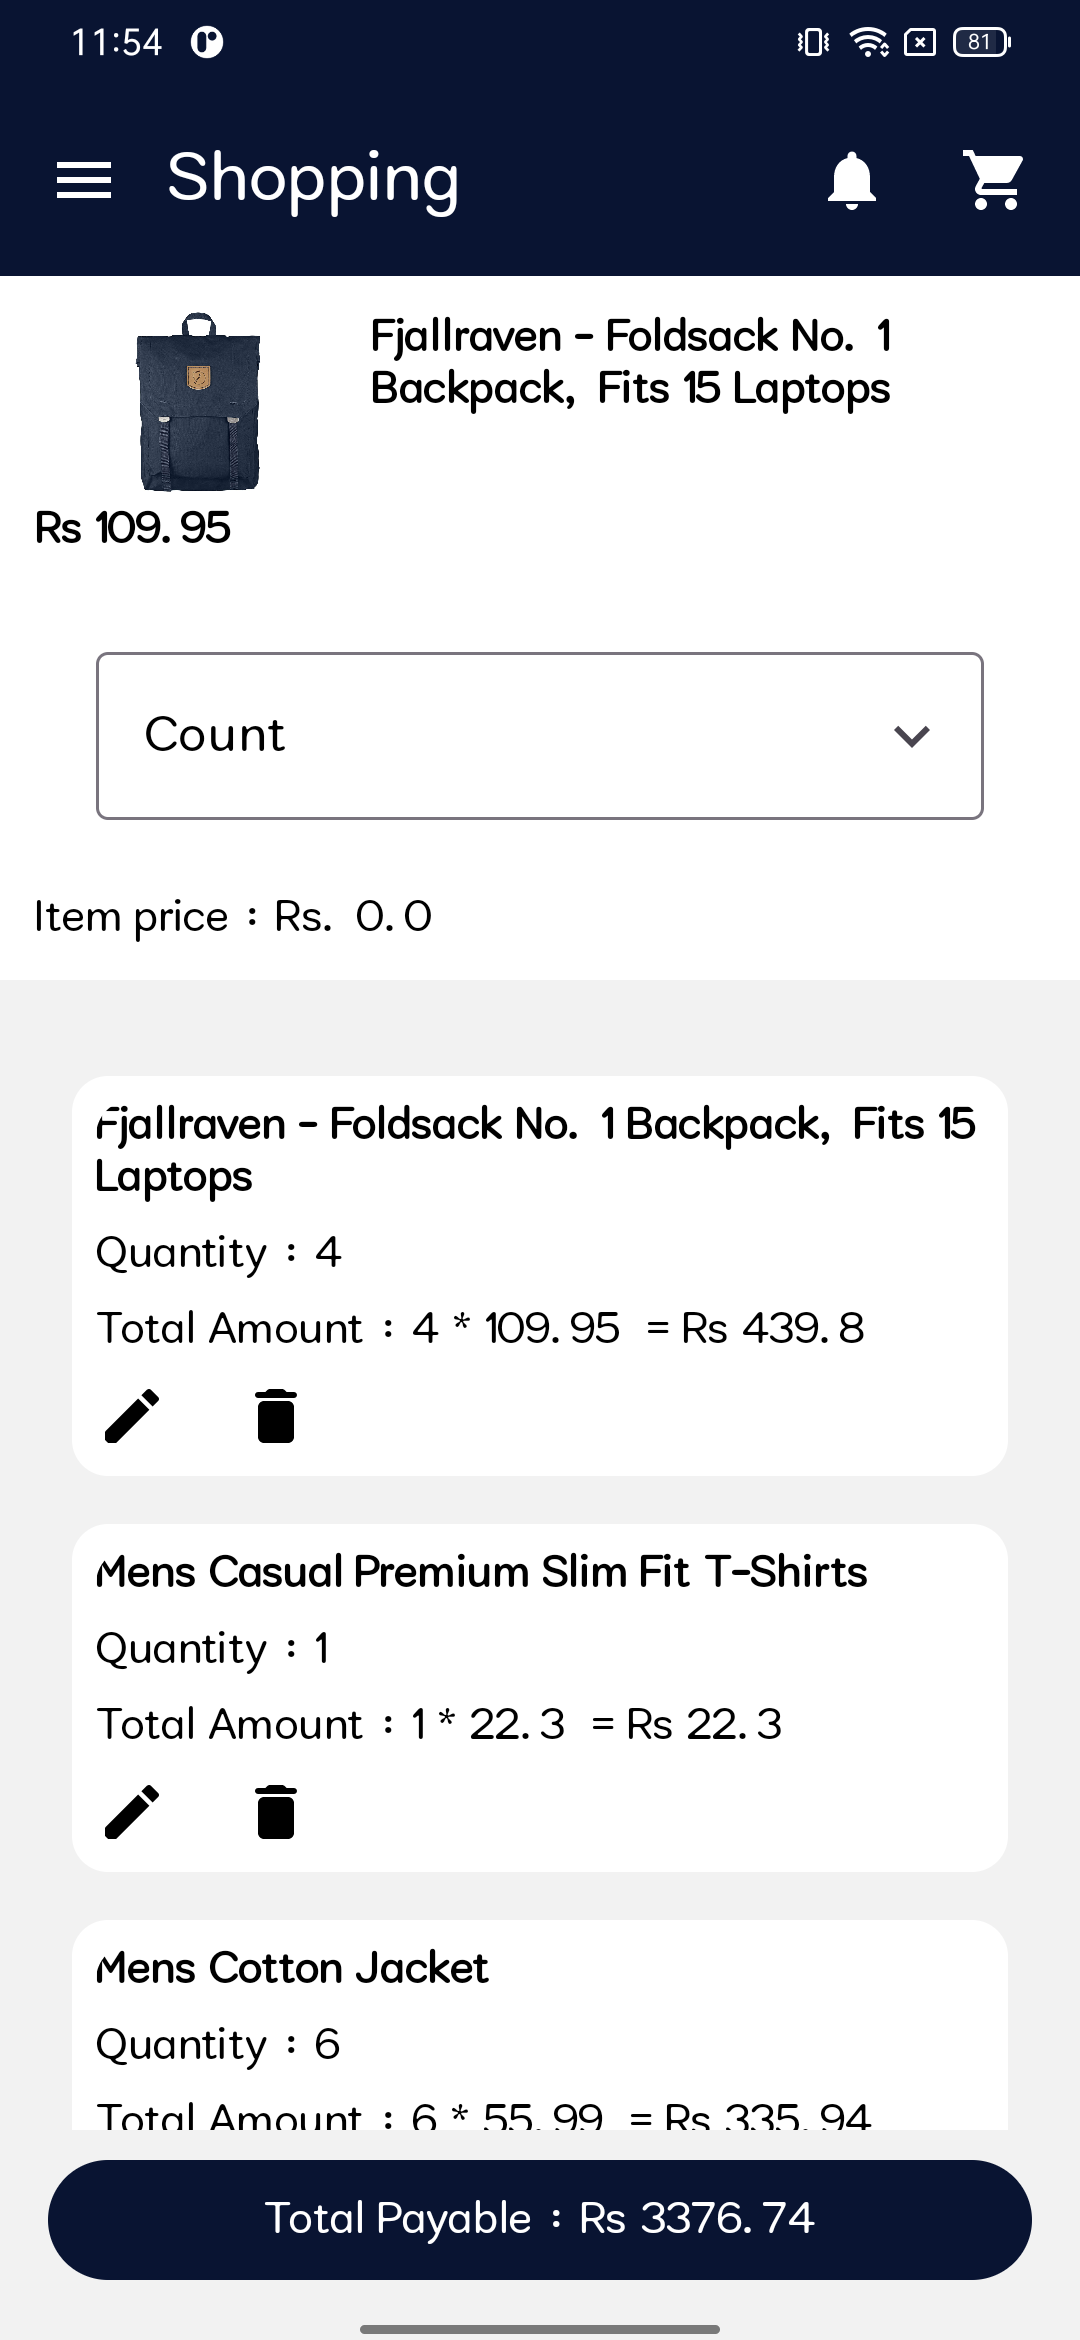 11:54
81
Shopping
Fjallraven - Foldsack No. 1
Backpack, Fits 15 Laptops
Rs 109.95
Count
Item price : Rs. 0.0
Fjallraven - Foldsack No. 1 Backpack, Fits 15
Laptops
Quantity : 4
Total Amount : 4 * 109.95 = Rs 439.8
Mens Casual Premium Slim Fit T-Shirts
Quantity : 1
Total Amount : 1 * 22.3 = Rs 22.3
Mens Cotton Jacket
Quantity : 6
Total Amount : 6 * 55.99 = Rs 335.94
Total Payable : Rs 3376.74